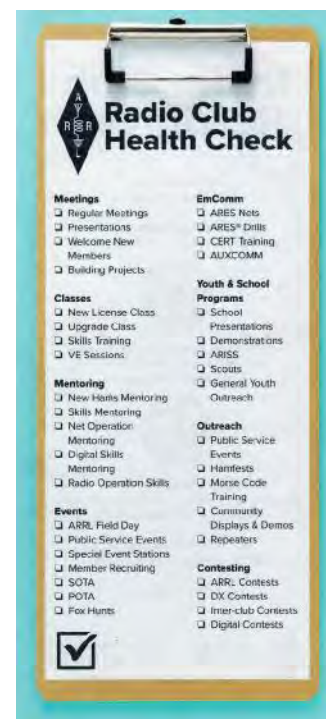 A
R R
L
Radio Club
Health Check
Meetings
❑ Regular Meetings
❑ Presentations
❑ Welcome New
Members
❑ Building Projects
Classes
❑ New License Class
❑ Upgrade Class
❑ Skills Training
❑ VE Sessions
Mentoring
❑ New Hams Mentoring
❑ Skills Mentoring
❑ Net Operation
Mentoring
❑ Digital Skills
Mentoring
❑ Radio Operation Skills
Events
❑ ARRL Field Day
❑ Public Service Events
❑ Special Event Stations
❑ Member Recruiting
❑ SOTA
❑ POTA
❑ Fox Hunts
EmComm
❑ ARES Nets
❑ ARES® Drills
❑ CERT Training
❑ AUXCOMM
Youth & School
Programs
❑ School
Presentations
❑ Demonstrations
❑ ARISS
❑ Scouts
❑ General Youth
Outreach
Outreach
❑ Public Service
Events
❑ Hamfests
❑ Morse Code
Training
❑ Community
Displays & Demos
❑ Repeaters
Contesting
❑ ARRL Contests
❑ DX Contests
❑ Inter-club Contests
❑ Digital Contests